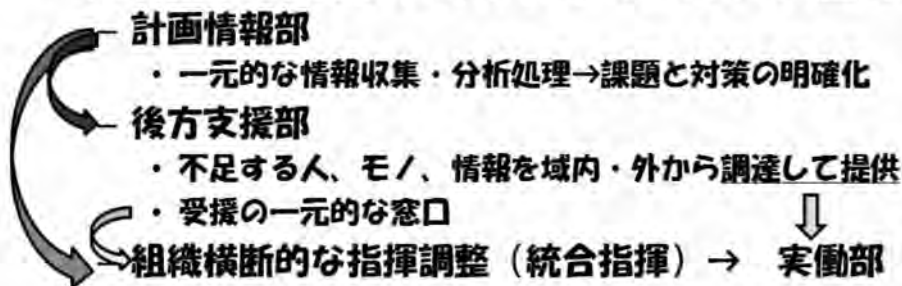 – 計画情報部
・一元的な情報収集・分析処理→課題と対策の明確化
– 後方支援部
・不足する人、モノ、情報を域内・外から調達して提供
・受援の一元的な窓口
–組織横断的な指揮調整（統合指揮）→ 実働部